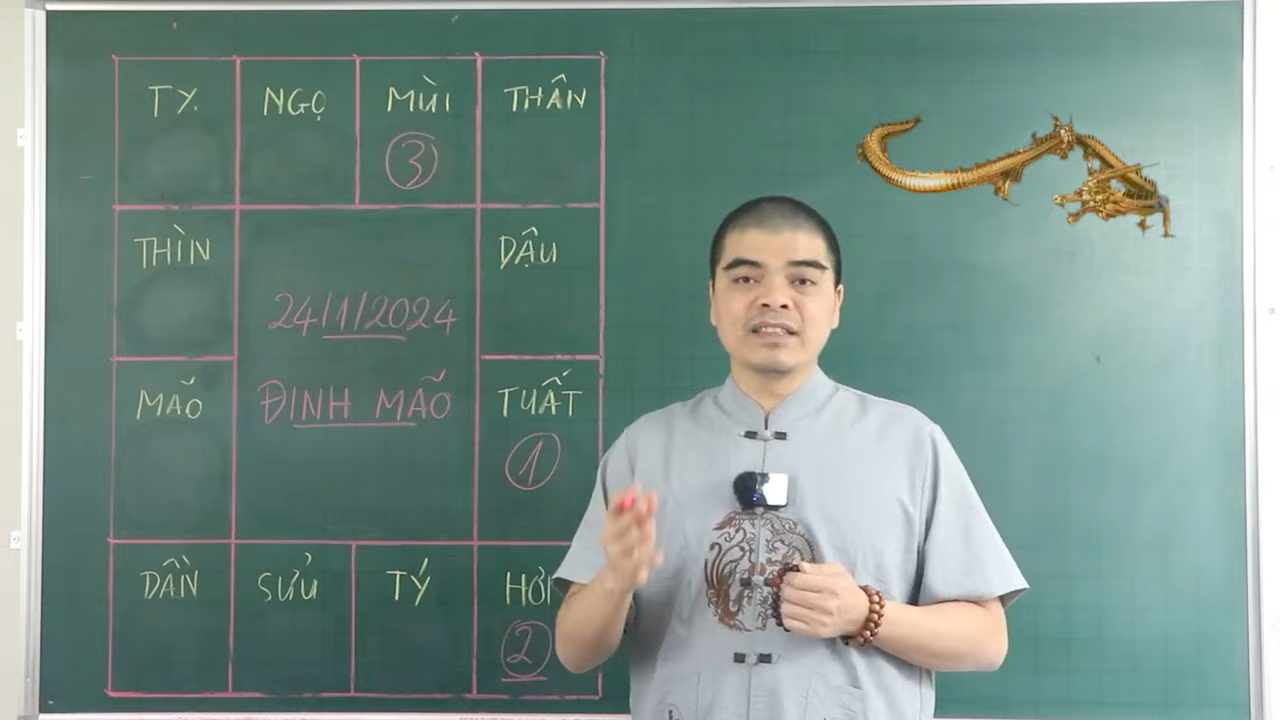 TỴ
NGỌ
MÙI
THÂN
3
THÌN
DẬU
24/1/2024
MÃO
ĐINH MÃO
TUẤT
1
DẦN
SỬU
TÝ
HỢI
2